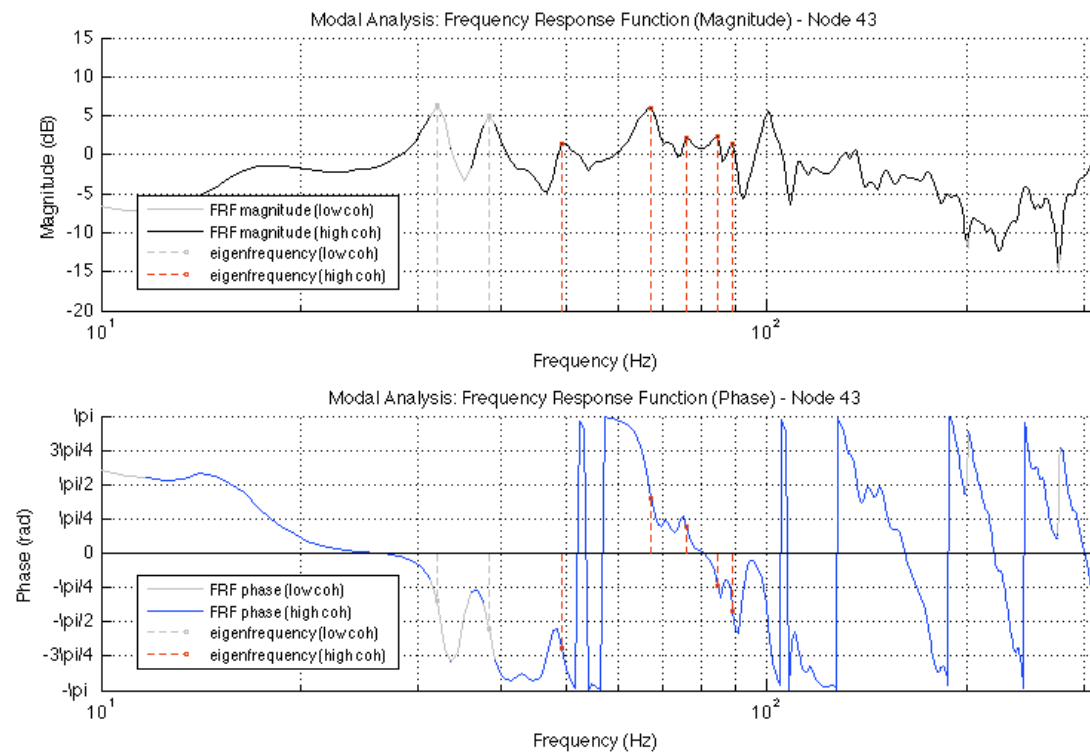 Modal Analysis: Frequency Response Function (Magnitude) - Node 43
15
10
5
0
-5
-10
-15
-20
Magnitude (dB)
FRF magnitude (low coh)
FRF magnitude (high coh)
eigenfrequency (low coh)
eigenfrequency (high coh)
10^1
10^2
Frequency (Hz)
Modal Analysis: Frequency Response Function (Phase) - Node 43
\pi
3\pi/4
\pi/2
\pi/4
0
-\pi/4
-\pi/2
-3\pi/4
-\pi
Phase (rad)
FRF phase (low coh)
FRF phase (high coh)
eigenfrequency (low coh)
eigenfrequency (high coh)
10^1
10^2
Frequency (Hz)